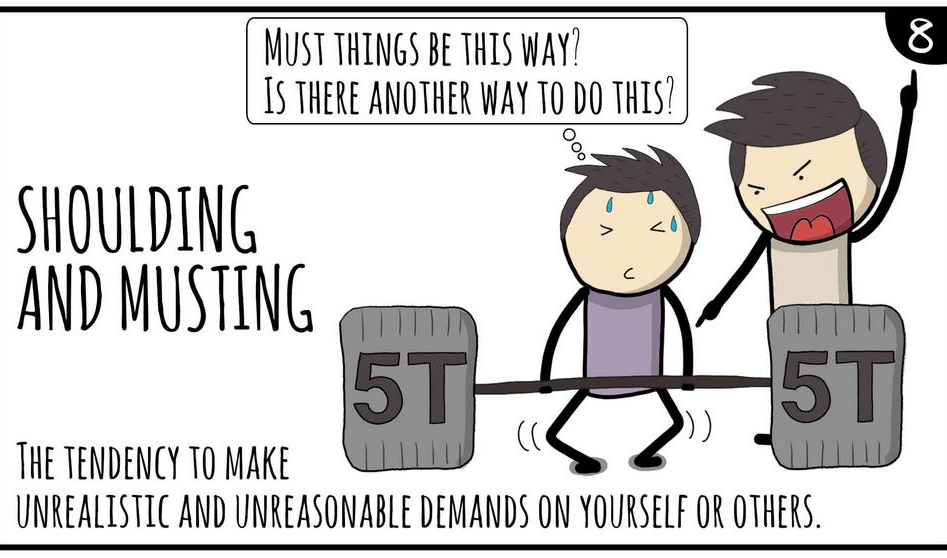 8
MUST THINGS BE THIS WAY?
IS THERE ANOTHER WAY TO DO THIS?
SHOULDING
AND MUSTING
5T
5T
THE TENDENCY TO MAKE
UNREALISTIC AND UNREASONABLE DEMANDS ON YOURSELF OR OTHERS.